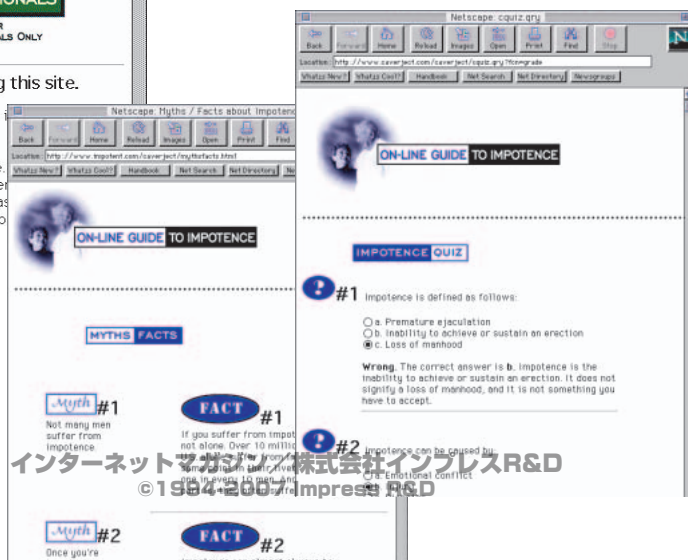 ALS ONLY
g this site.
Netscape: Myths / Facts about Impotenc
Back Forward Home Reload Images Open Print Find
Location: http://www.impotent.com/caverject/mythsfacts.html
What's New? What's Cool? Handbook Net Search Net Directory
ON-LINE GUIDE TO IMPOTENCE
MYTHS FACTS
Myth #1
Not many men
suffer from
impotence.
FACT #1
If you suffer from impot
not alone. Over 10 millio
Myth #2
Once you're
FACT #2
Netscape: cquiz.qry
Back Forward Home Reload Images Open Print Find Stop
N
Location: http://www.caverject.com/caverject/cquiz.qry?fcn=grade
What's New? What's Cool? Handbook Net Search Net Directory Newsgroups
ON-LINE GUIDE TO IMPOTENCE
IMPOTENCE QUIZ
? #1 Impotence is defined as follows:
a. Premature ejaculation
b. Inability to achieve or sustain an erection
c. Loss of manhood
Wrong. The correct answer is b. Impotence is the
inability to achieve or sustain an erection. It does not
signify a loss of manhood, and it is not something you
have to accept.
? #2 Impotence can be caused by:
a. Emotional conflict
インターネットマガジン/株式会社インプレスR&D
©1994-2007 Impress R&D